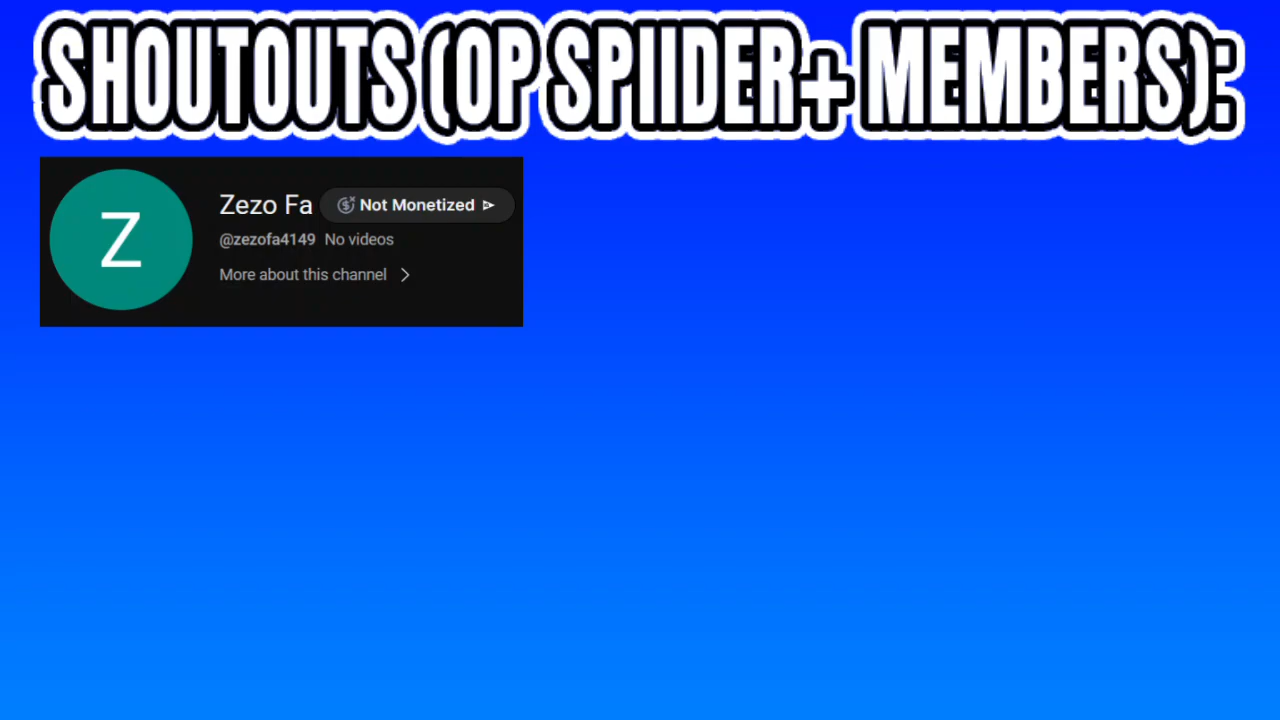 SHOUTOUTS (OP SPIIDER+ MEMBERS):
Z
Zezo Fa Not Monetized
@zezofa4149 No videos
More about this channel